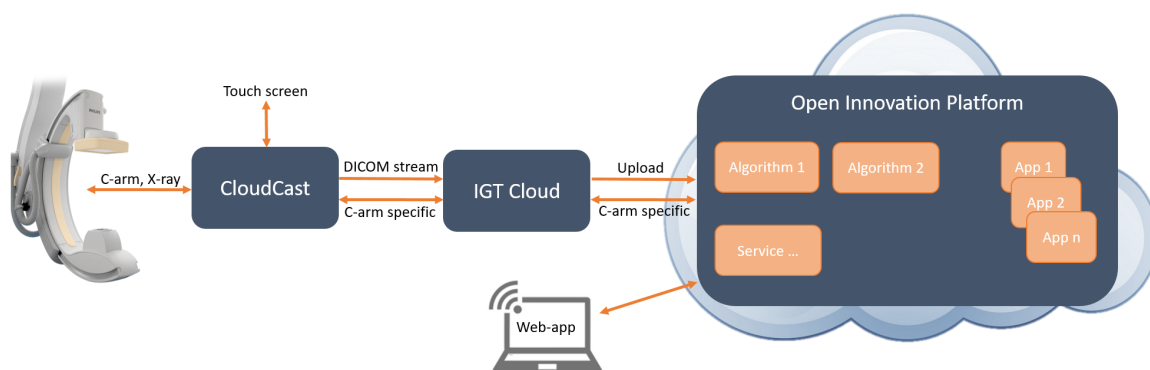 Open Innovation Platform
Touch screen
C-arm, X-ray
CloudCast
DICOM stream
C-arm specific
IGT Cloud
Upload
C-arm specific
Algorithm 1
Algorithm 2
App 1
App 2
App n
Service ...
Web-app
PHILIPS